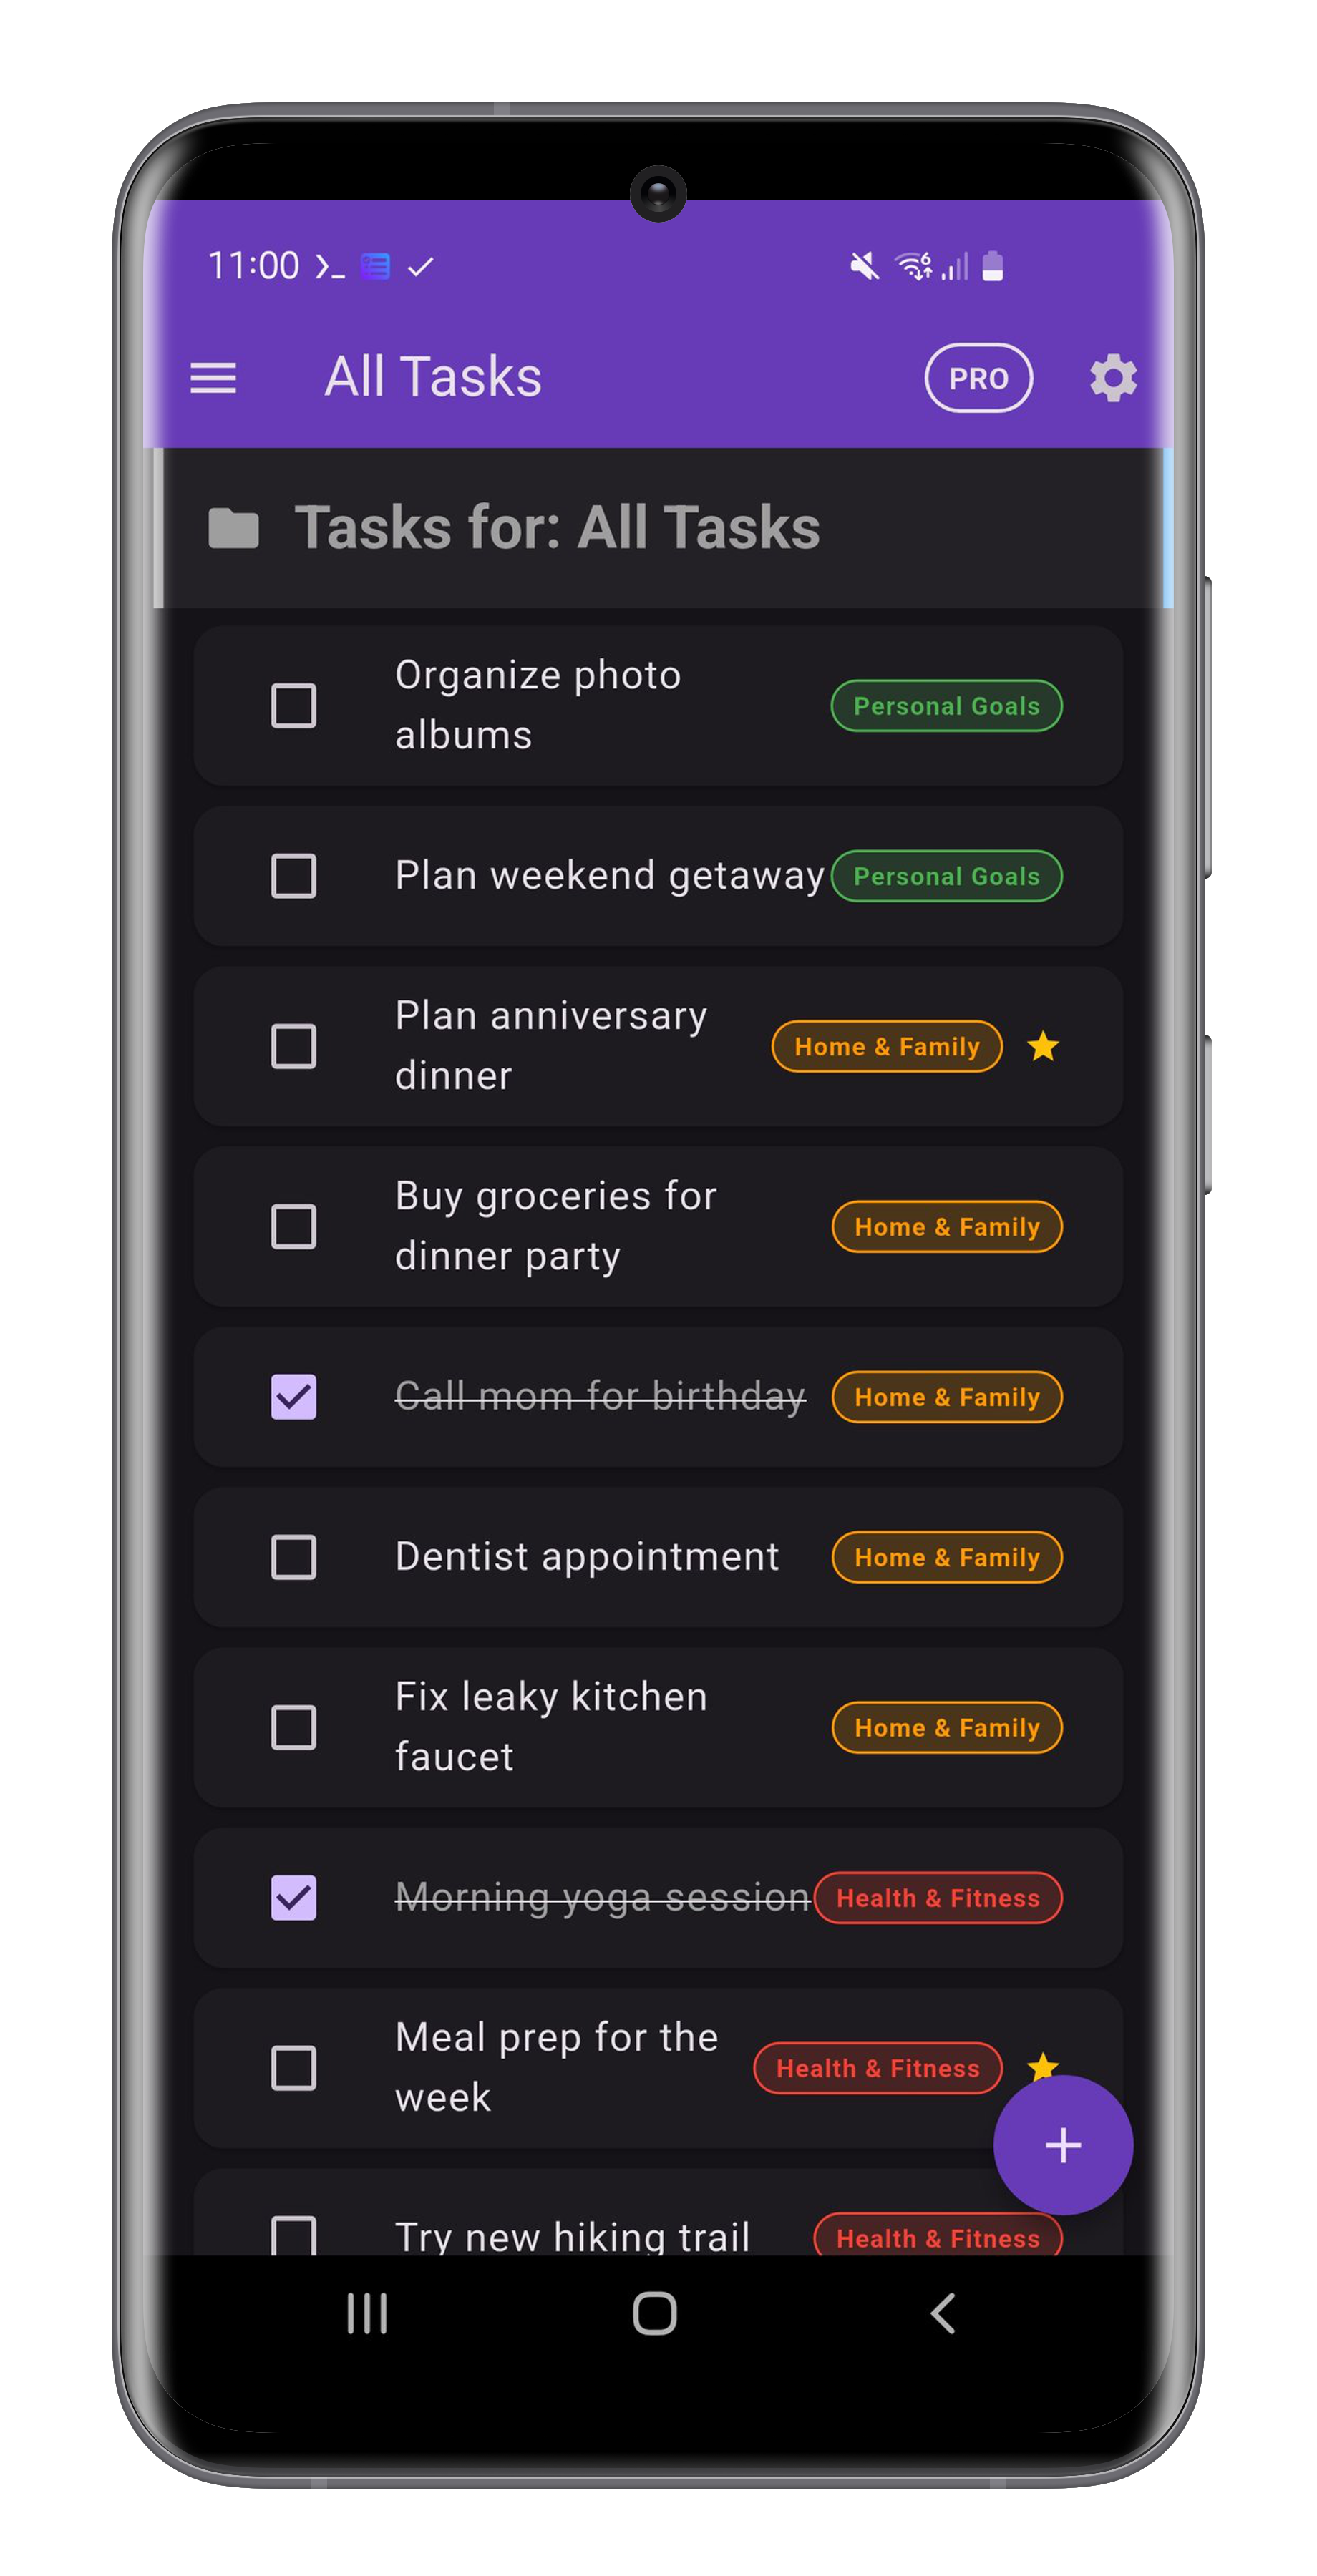 11:00
All Tasks
PRO
Tasks for: All Tasks
Organize photo
albums
Personal Goals
Plan weekend getaway
Personal Goals
Plan anniversary
dinner
Home & Family
Buy groceries for
dinner party
Home & Family
Call mom for birthday
Home & Family
Dentist appointment
Home & Family
Fix leaky kitchen
faucet
Home & Family
Morning yoga session
Health & Fitness
Meal prep for the
week
Health & Fitness
Try new hiking trail
Health & Fitness